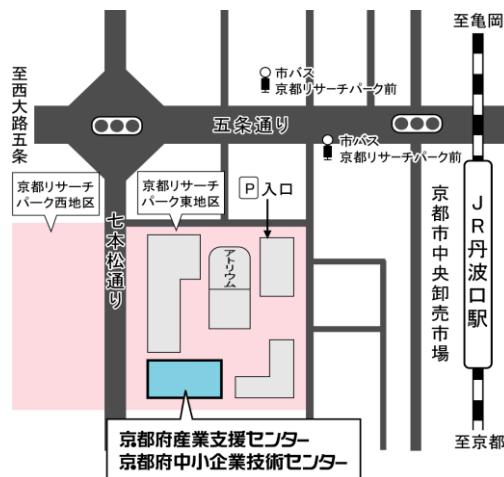 至亀岡
市バス
京都リサーチパーク前
至西大路五条
五条通り
市バス
京都リサーチパーク前
京都リサーチ
パーク西地区
京都リサーチ
パーク東地区
P 入口
七本松通り
アトリウム
京都市中央卸売市場
JR丹波口駅
京都府産業支援センター
京都府中小企業技術センター
至京都